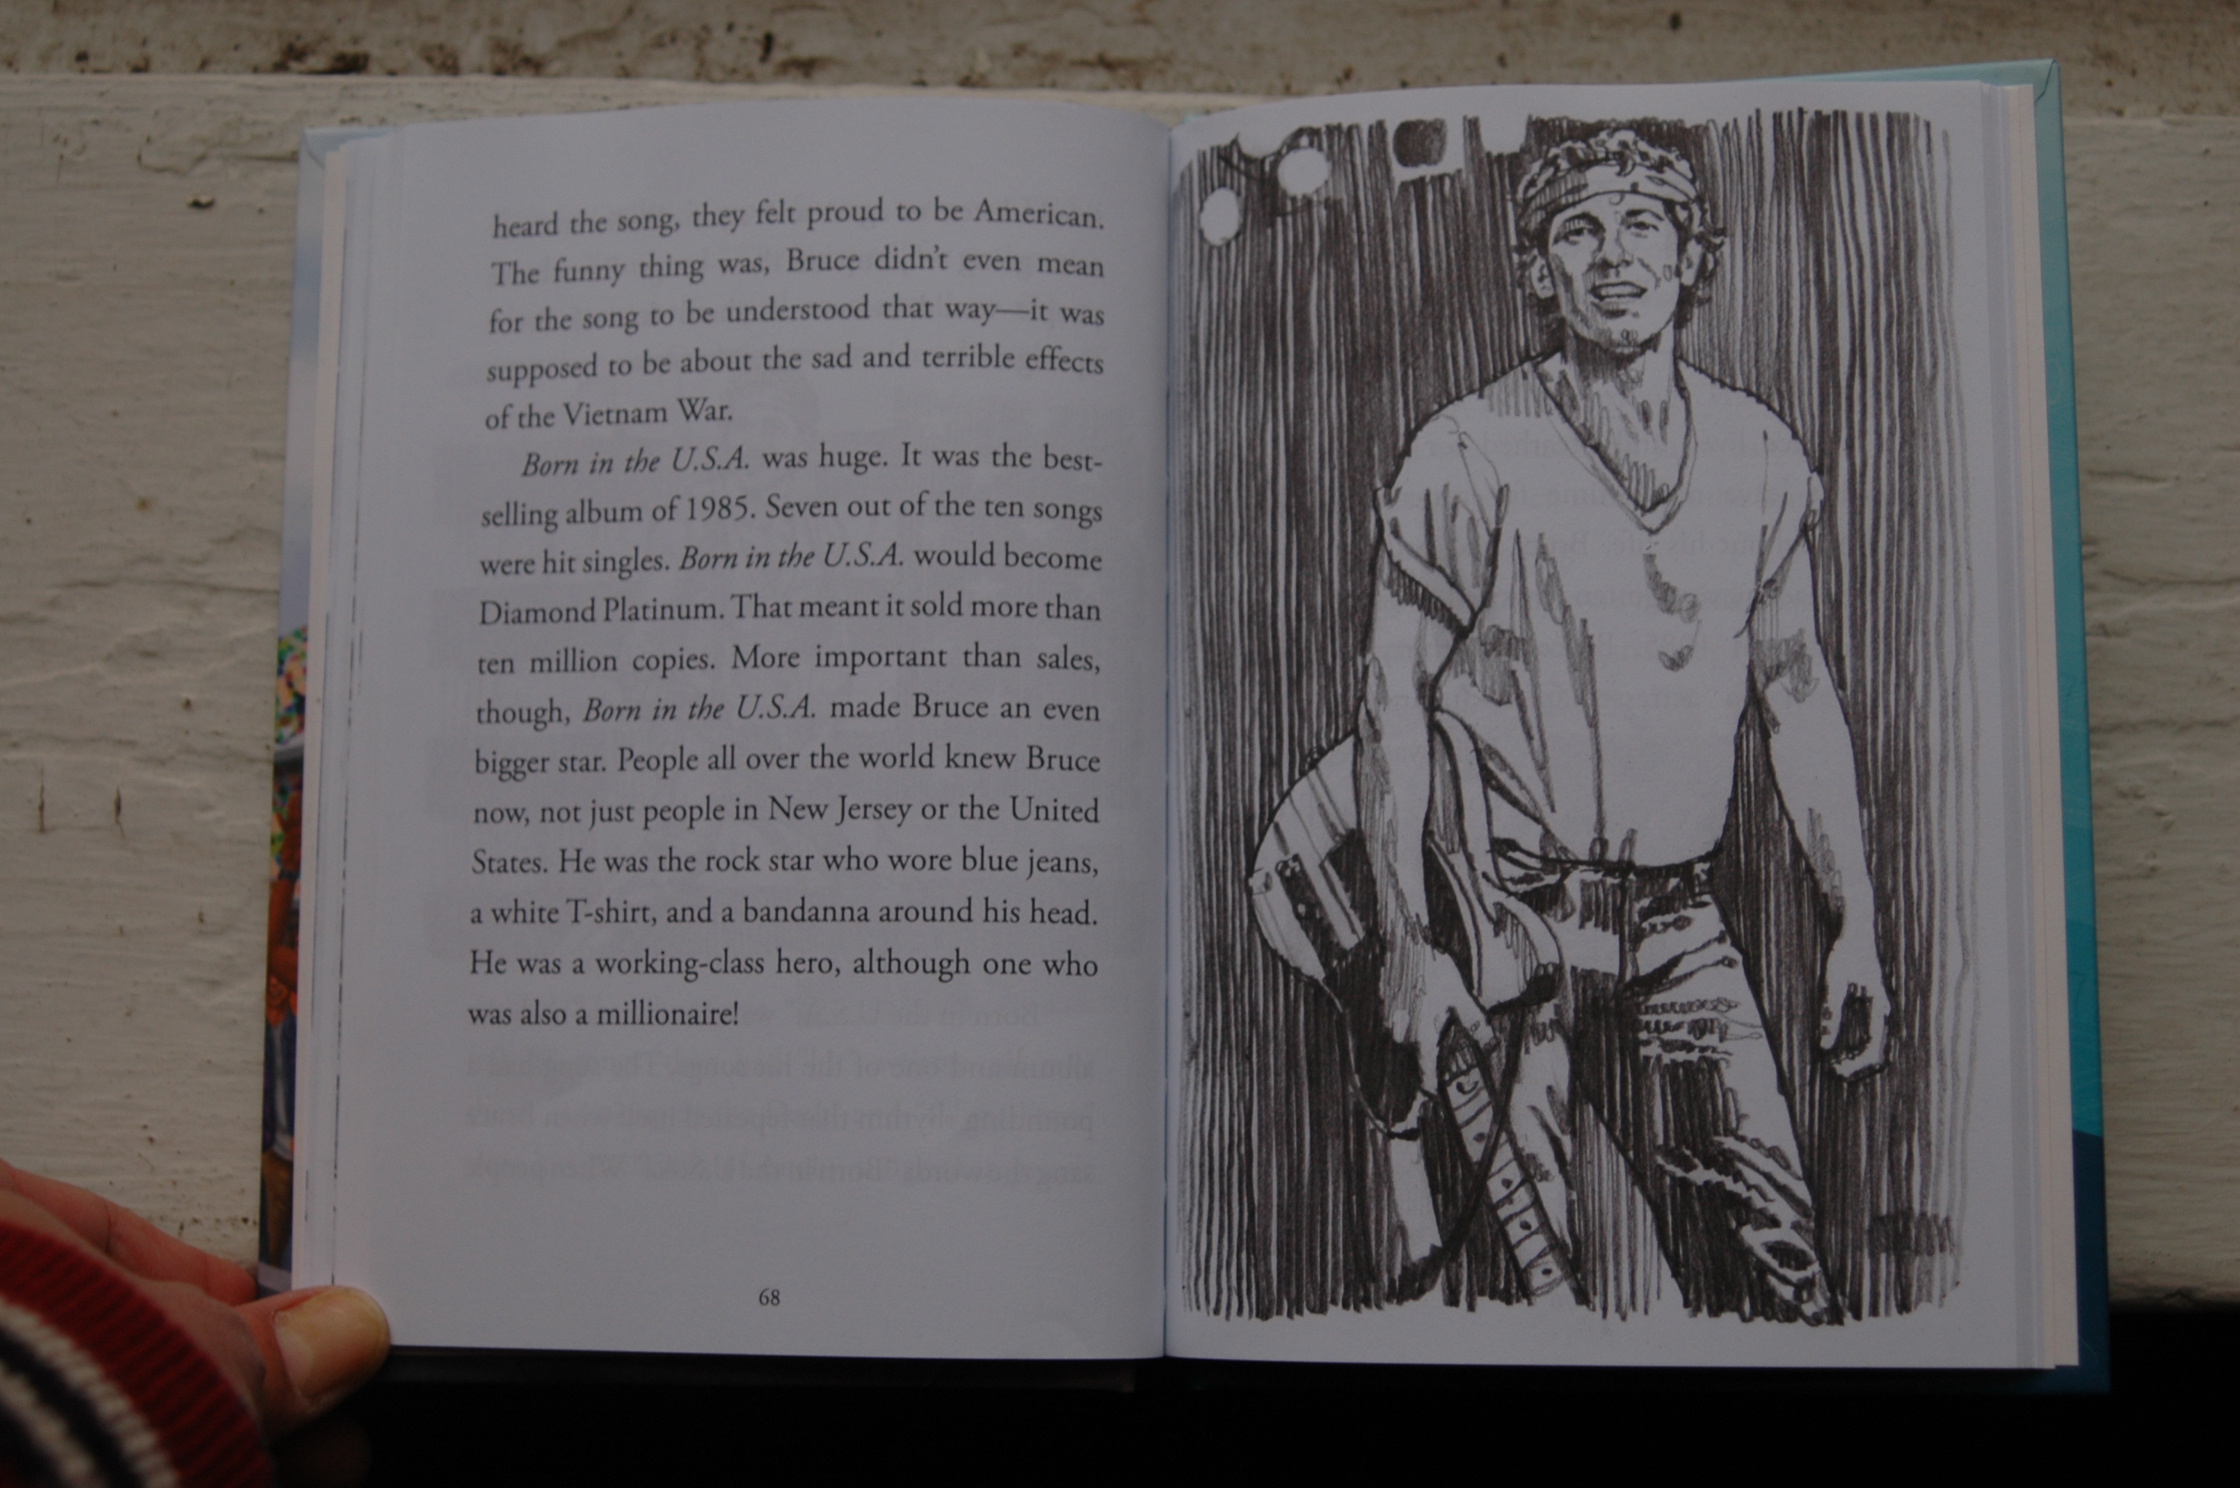 heard the song, they felt proud to be American.
The funny thing was, Bruce didn't even mean
for the song to be understood that way—it was
supposed to be about the sad and terrible effects
of the Vietnam War.
Born in the U.S.A. was huge. It was the best-
selling album of 1985. Seven out of the ten songs
were hit singles. Born in the U.S.A. would become
Diamond Platinum. That meant it sold more than
ten million copies. More important than sales,
though, Born in the U.S.A. made Bruce an even
bigger star. People all over the world knew Bruce
now, not just people in New Jersey or the United
States. He was the rock star who wore blue jeans,
a white T-shirt, and a bandanna around his head.
He was a working-class hero, although one who
was also a millionaire!
68